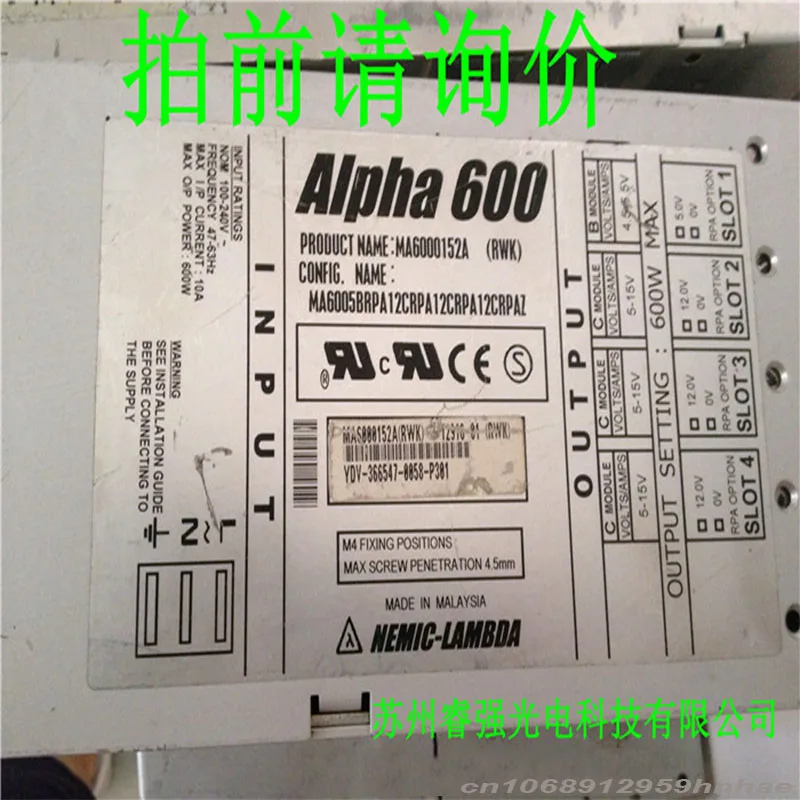 拍前请询价
INPUT RATINGS
NOM 100-240V ~
FREQUENCY 47-63Hz
MAX I/P CURRENT : 10A
MAX O/P POWER : 600W
WARNING
SEE INSTALLATION GUIDE
BEFORE CONNECTING TO
THE SUPPLY
L
N
INPUT
Alpha 600
PRODUCT NAME:MA6000152A (RWK)
CONFIG. NAME:
MA6005BRPA12CRPA12CRPA12CRPAZ
® RU c RU CE S
MAS000152A(RWK)
(RWK)
YDV-366547-0058-P301
M4 FIXING POSITIONS
MAX SCREW PENETRATION 4.5mm
MADE IN MALAYSIA
λ NEMIC-LAMBDA
OUTPUT
B MODULE
VOLTS/AMPS
C MODULE
VOLTS/AMPS
5-15V
C MODULE
VOLTS/AMPS
5-15V
C MODULE
VOLTS/AMPS
5-15V
OUTPUT SETTING : 600W MAX
5.0V
0V
RPA OPTION
SLOT 1
12.0V
0V
RPA OPTION
SLOT 2
12.0V
0V
RPA OPTION
SLOT 3
12.0V
0V
RPA OPTION
SLOT 4
苏州睿强光电科技有限公司
cn1068912959hphae